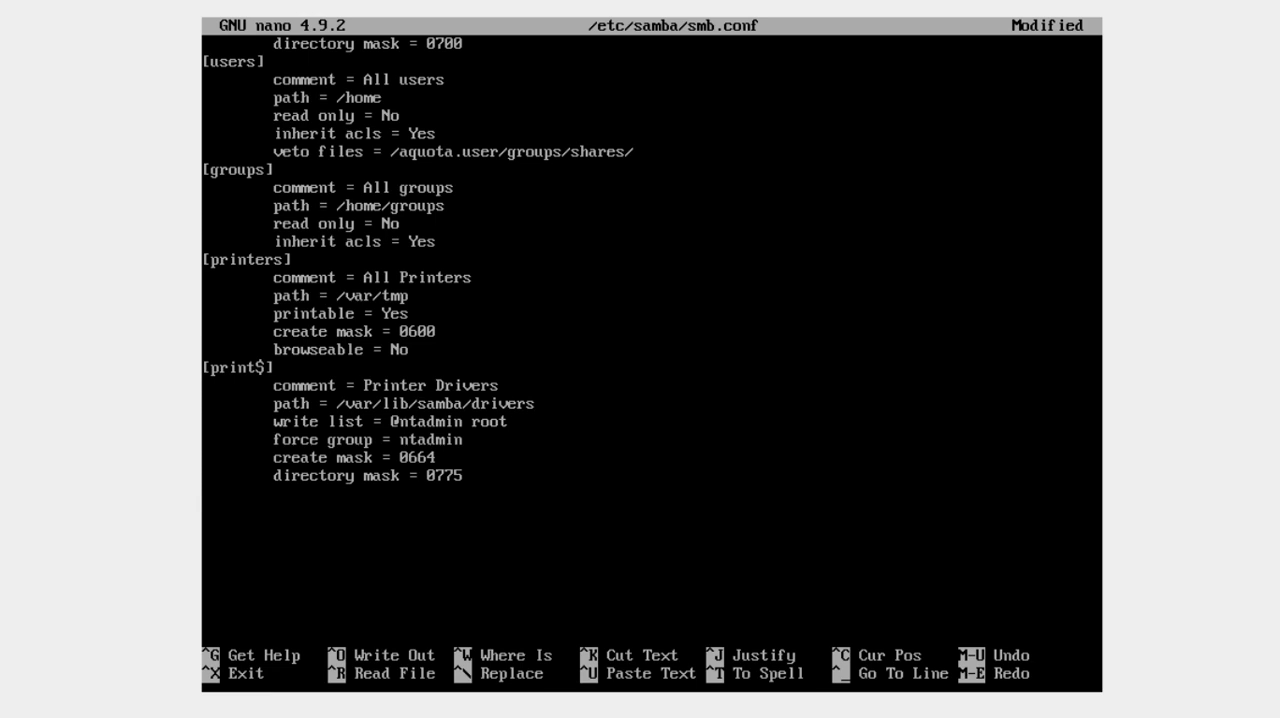 GNU nano 4.9.2 /etc/samba/smb.conf Modified
directory mask = 0700
[users]
comment = All users
path = /home
read only = No
inherit acls = Yes
veto files = /aquota.user/groups/shares/
[groups]
comment = All groups
path = /home/groups
read only = No
inherit acls = Yes
[printers]
comment = All Printers
path = /var/tmp
printable = Yes
create mask = 0600
browseable = No
[print$]
comment = Printer Drivers
path = /var/lib/samba/drivers
write list = @ntadmin root
force group = ntadmin
create mask = 0664
directory mask = 0775
^G Get Help ^O Write Out ^W Where Is ^K Cut Text ^J Justify ^C Cur Pos M-U Undo
^X Exit ^R Read File ^\ Replace ^U Paste Text ^T To Spell ^_ Go To Line M-E Redo